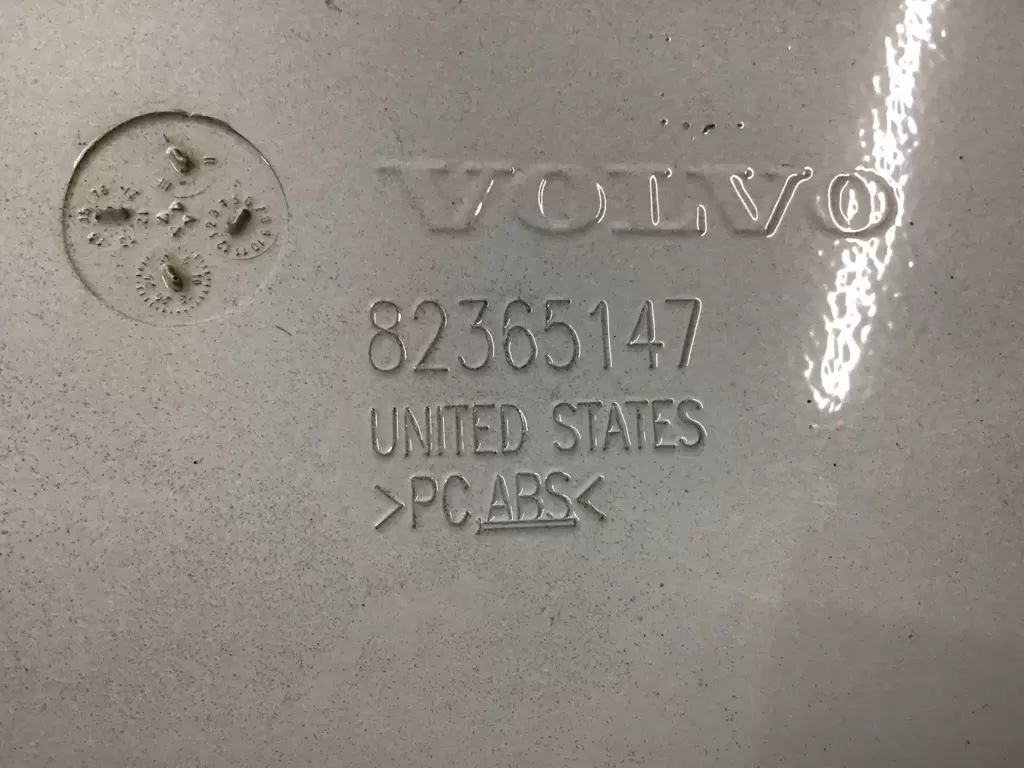 VOLVO
82365147
UNITED STATES
>PC,ABS<